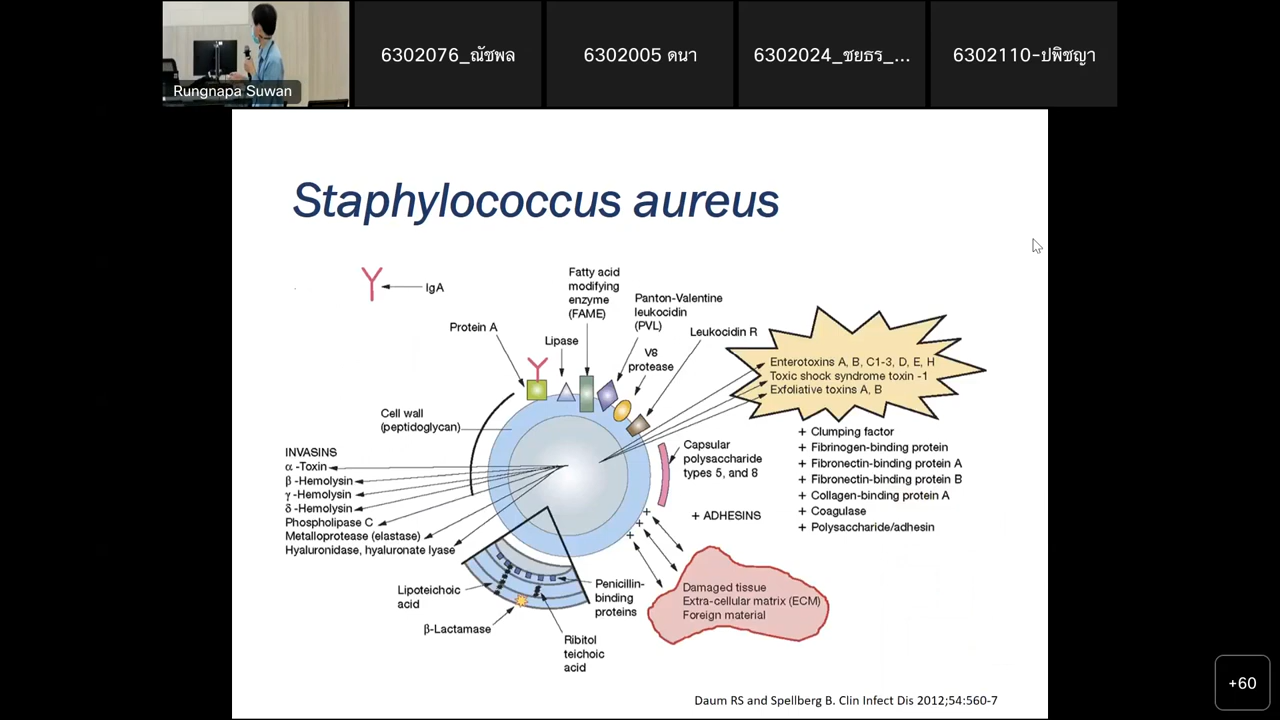 Rungnapa Suwan
6302076_ณัชพล
6302005 ดนา
6302024_ชยธร_...
6302110-ปพิชญา
Staphylococcus aureus
IgA
Protein A
Lipase
Fatty acid
modifying
enzyme
(FAME)
Panton-Valentine
leukocidin
(PVL)
V8
protease
Leukocidin R
Enterotoxins A, B, C1-3, D, E, H
Toxic shock syndrome toxin -1
Exfoliative toxins A, B
Cell wall
(peptidoglycan)
INVASINS
α -Toxin
β -Hemolysin
γ -Hemolysin
δ -Hemolysin
Phospholipase C
Metalloprotease (elastase)
Hyaluronidase, hyaluronate lyase
Capsular
polysaccharide
types 5, and 8
+ ADHESINS
+ Clumping factor
+ Fibrinogen-binding protein
+ Fibronectin-binding protein A
+ Fibronectin-binding protein B
+ Collagen-binding protein A
+ Coagulase
+ Polysaccharide/adhesin
+
+
+
Lipoteichoic
acid
β-Lactamase
Penicillin-
binding
proteins
Ribitol
teichoic
acid
Damaged tissue
Extra-cellular matrix (ECM)
Foreign material
Daum RS and Spellberg B. Clin Infect Dis 2012;54:560-7
+60